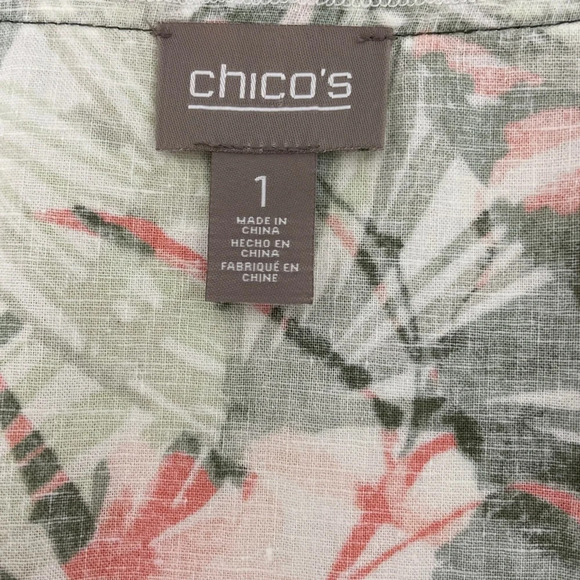 chico's
1
MADE IN
CHINA
HECHO EN
CHINA
FABRIQUÉ EN
CHINE